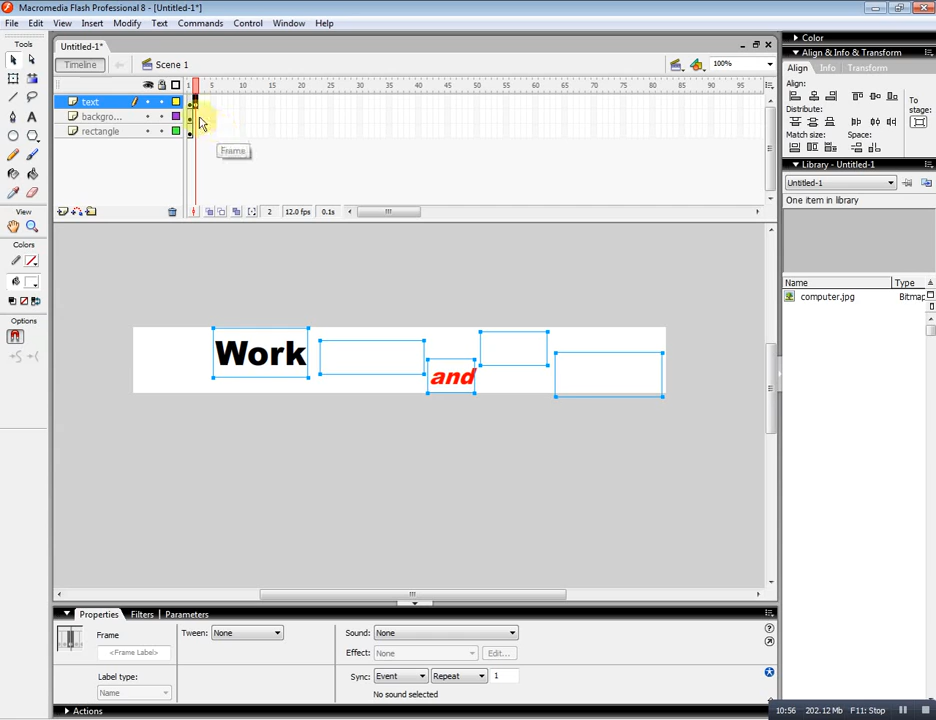 Macromedia Flash Professional 8 - [Untitled-1*]
File Edit View Insert Modify Text Commands Control Window Help
Tools
View
Colors
Options
Untitled-1*
Timeline
Scene 1
100%
1 5 10 15 20 25 30 35 40 45 50 55 60 65 70 75 80 85 90 95
text
backgro...
rectangle
Frame
2 12.0 fps 0.1s
Work
and
Properties Filters Parameters
Frame
<Frame Label>
Label type:
Name
Tween: None
Sound: None
Effect: None Edit...
Sync: Event Repeat 1
No sound selected
Actions
Color
Align & Info & Transform
Align Info Transform
Align:
To stage:
Distribute:
Match size: Space:
Library - Untitled-1
Untitled-1
One item in library
Name Type
computer.jpg Bitmap
10:56 202.12 Mb F11: Stop